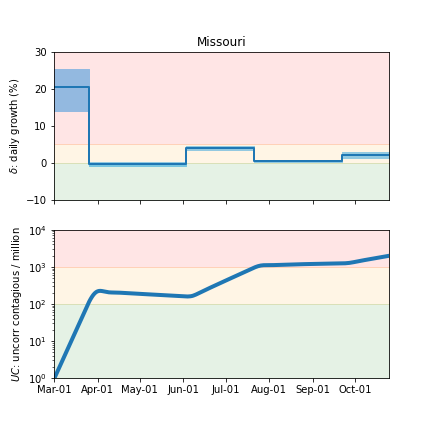 Missouri
δ: daily growth (%)
30
20
10
0
−10
UC: uncorr contagious / million
10⁴
10³
10²
10¹
10⁰
Mar-01 Apr-01 May-01 Jun-01 Jul-01 Aug-01 Sep-01 Oct-01